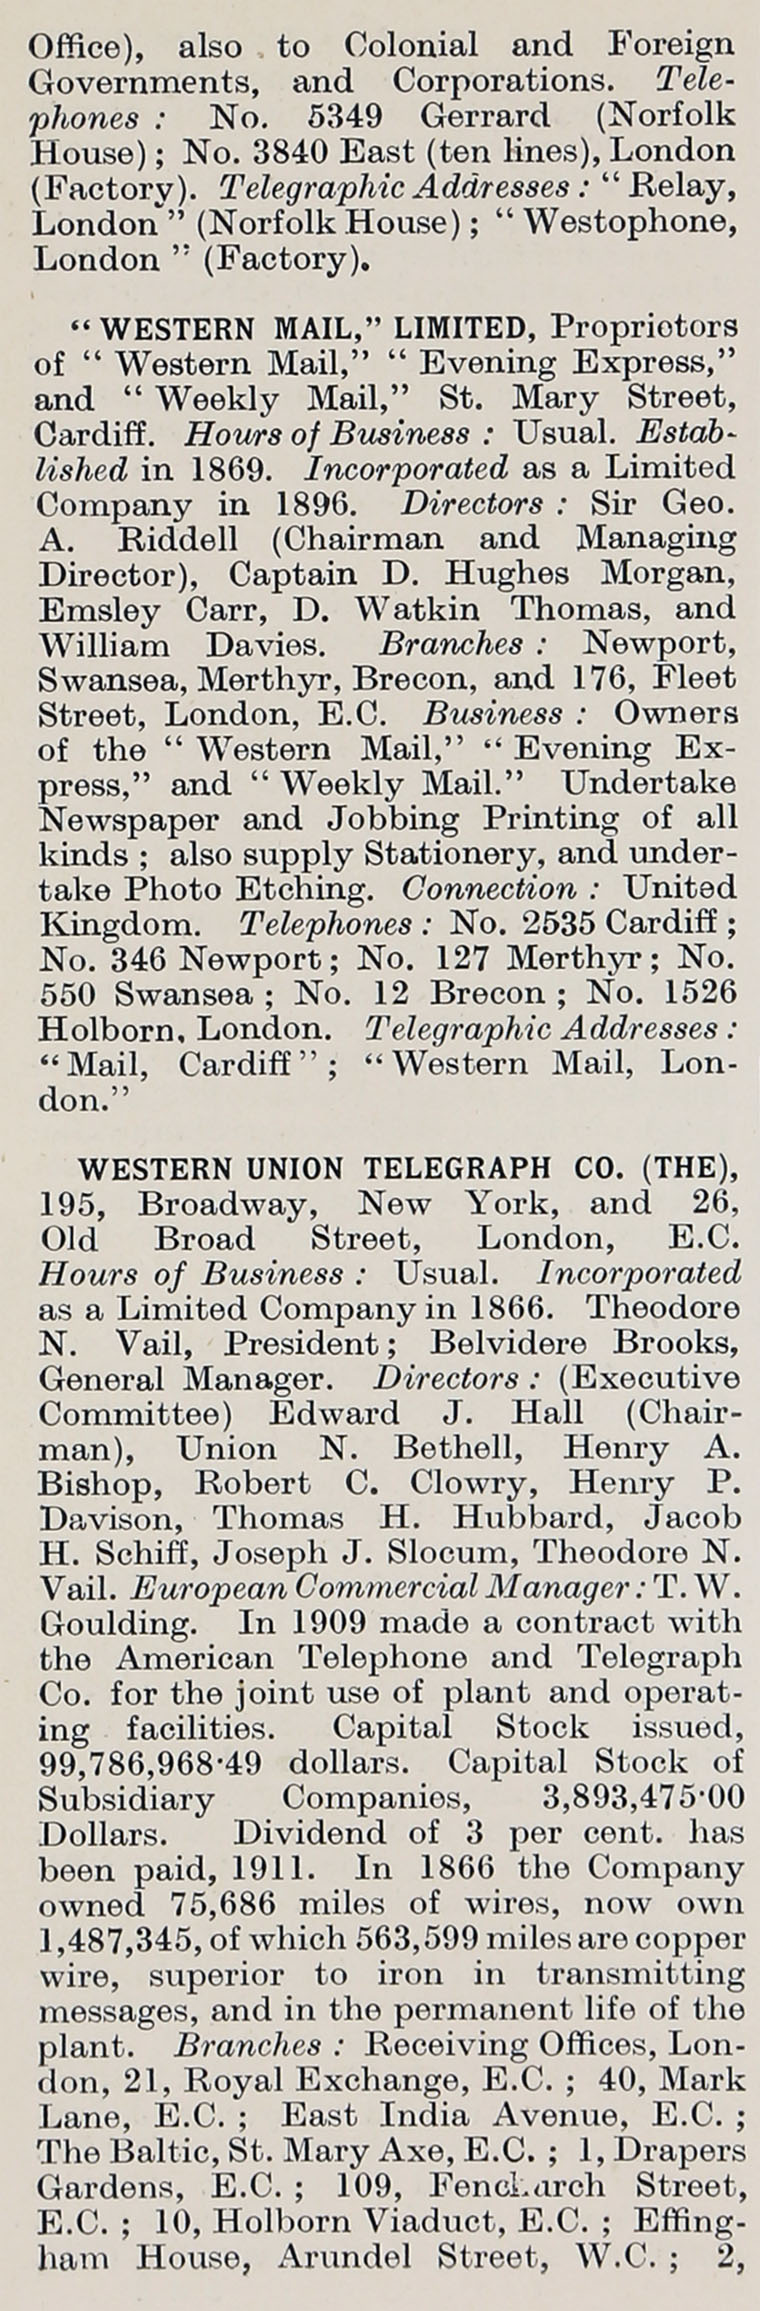 Office), also to Colonial and Foreign
Governments, and Corporations. Tele-
phones : No. 5349 Gerrard (Norfolk
House) ; No. 3840 East (ten lines), London
(Factory). Telegraphic Addresses : “ Relay,
London ” (Norfolk House) ; “ Westophone,
London ” (Factory).
“ WESTERN MAIL,” LIMITED, Proprietors
of “ Western Mail,” “ Evening Express,”
and “ Weekly Mail,” St. Mary Street,
Cardiff. Hours of Business : Usual. Estab-
lished in 1869. Incorporated as a Limited
Company in 1896. Directors : Sir Geo.
A. Riddell (Chairman and Managing
Director), Captain D. Hughes Morgan,
Emsley Carr, D. Watkin Thomas, and
William Davies. Branches : Newport,
Swansea, Merthyr, Brecon, and 176, Fleet
Street, London, E.C. Business : Owners
of the “ Western Mail,” “ Evening Ex-
press,” and “ Weekly Mail.” Undertake
Newspaper and Jobbing Printing of all
kinds ; also supply Stationery, and under-
take Photo Etching. Connection : United
Kingdom. Telephones : No. 2535 Cardiff ;
No. 346 Newport ; No. 127 Merthyr ; No.
550 Swansea ; No. 12 Brecon ; No. 1526
Holborn, London. Telegraphic Addresses :
“ Mail, Cardiff ” ; “ Western Mail, Lon-
don.”
WESTERN UNION TELEGRAPH CO. (THE),
195, Broadway, New York, and 26,
Old Broad Street, London, E.C.
Hours of Business : Usual. Incorporated
as a Limited Company in 1866. Theodore
N. Vail, President ; Belvidere Brooks,
General Manager. Directors : (Executive
Committee) Edward J. Hall (Chair-
man), Union N. Bethell, Henry A.
Bishop, Robert C. Clowry, Henry P.
Davison, Thomas H. Hubbard, Jacob
H. Schiff, Joseph J. Slocum, Theodore N.
Vail. European Commercial Manager : T. W.
Goulding. In 1909 made a contract with
the American Telephone and Telegraph
Co. for the joint use of plant and operat-
ing facilities. Capital Stock issued,
99,786,968·49 dollars. Capital Stock of
Subsidiary Companies, 3,893,475·00
Dollars. Dividend of 3 per cent. has
been paid, 1911. In 1866 the Company
owned 75,686 miles of wires, now own
1,487,345, of which 563,599 miles are copper
wire, superior to iron in transmitting
messages, and in the permanent life of the
plant. Branches : Receiving Offices, Lon-
don, 21, Royal Exchange, E.C. ; 40, Mark
Lane, E.C. ; East India Avenue, E.C. ;
The Baltic, St. Mary Axe, E.C. ; 1, Drapers
Gardens, E.C. ; 109, Fenchurch Street,
E.C. ; 10, Holborn Viaduct, E.C. ; Effing-
ham House, Arundel Street, W.C. ; 2,